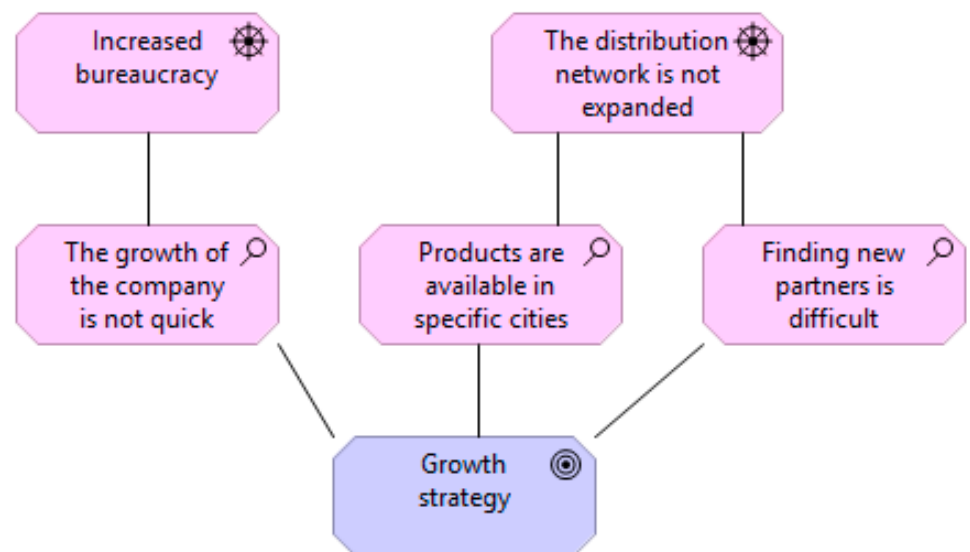 Increased
bureaucracy
The distribution
network is not
expanded
The growth of
the company
is not quick
Products are
available in
specific cities
Finding new
partners is
difficult
Growth
strategy